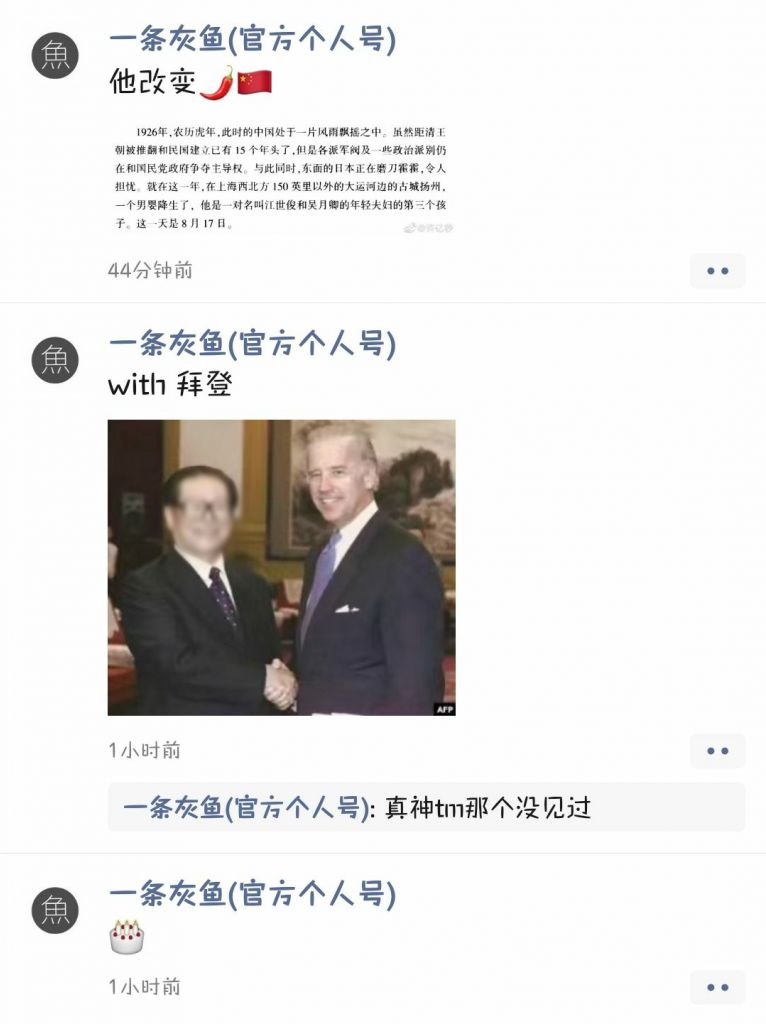 魚
一条灰鱼(官方个人号)
他改变🌶️🇨🇳
1926年，农历虎年，此时的中国处于一片风雨飘摇之中。虽然距清王
朝被推翻和民国建立已有 15 个年头了，但是各派军阀及一些政治派别仍
在和国民党政府争夺主导权。与此同时，东面的日本正在磨刀霍霍，令人
担忧。就在这一年，在上海西北方 150 英里以外的大运河边的古城扬州，
一个男婴降生了，他是一对名叫江世俊和吴月卿的年轻夫妇的第三个孩
子。这一天是 8 月 17 日。
44分钟前
魚
一条灰鱼(官方个人号)
with 拜登
AFP
1小时前
一条灰鱼(官方个人号): 真神tm那个没见过
魚
一条灰鱼(官方个人号)
🎂
1小时前